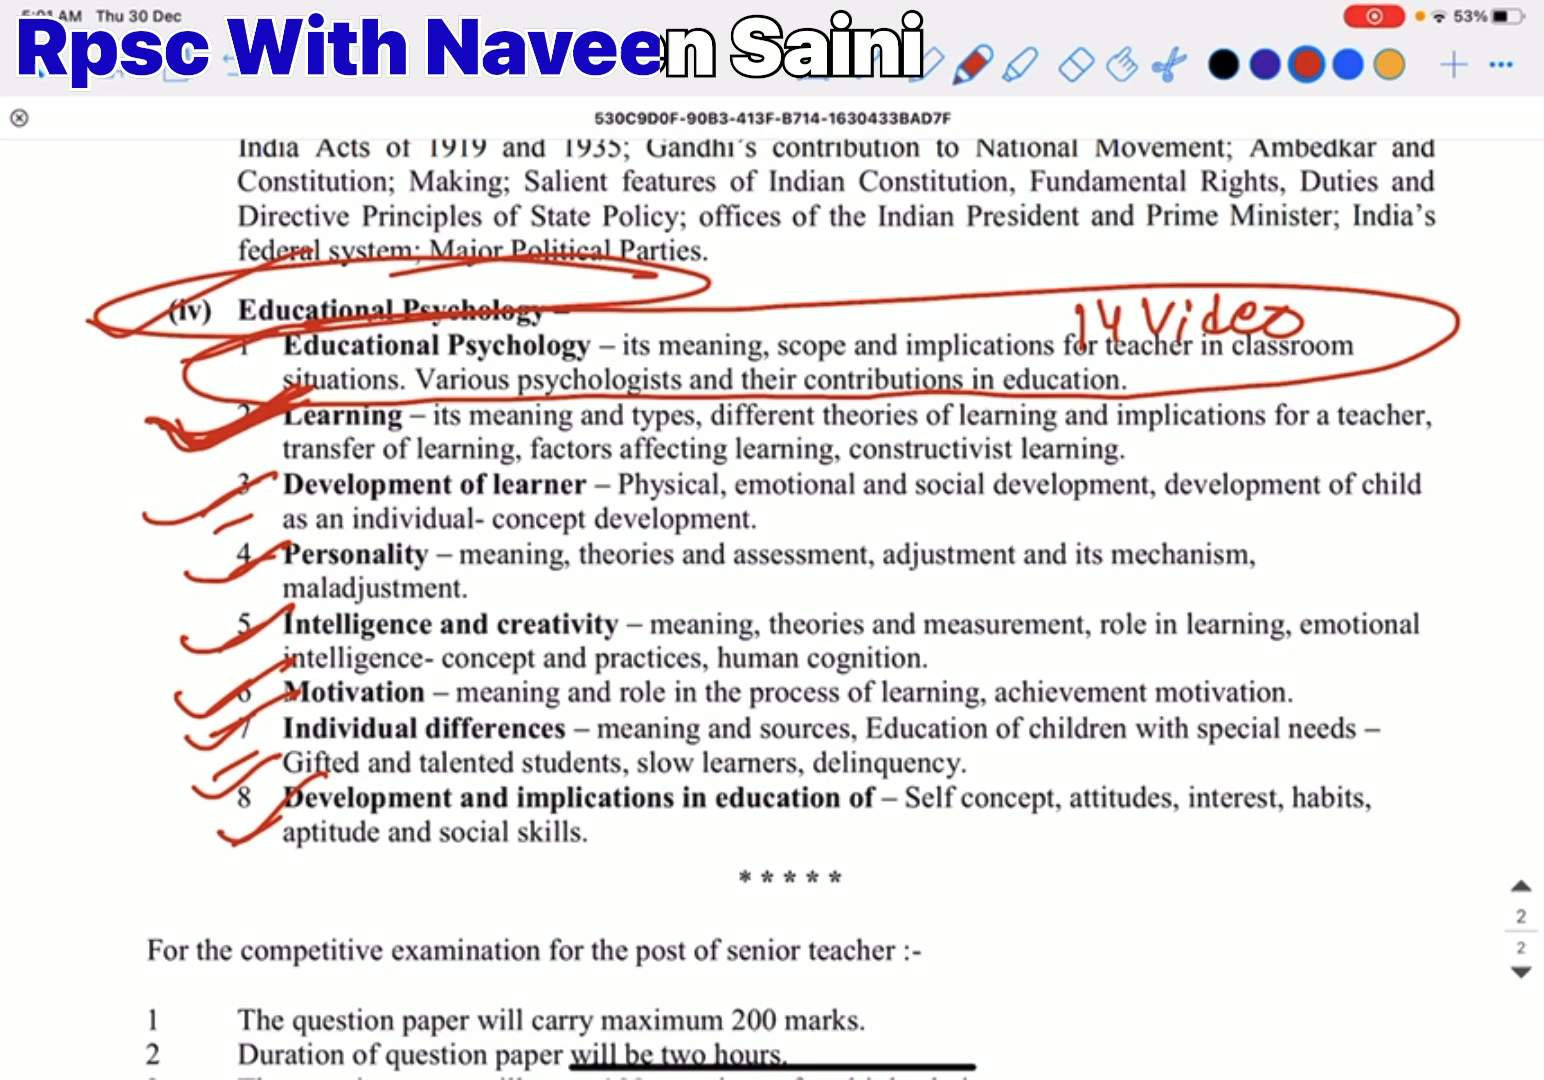 5:01 AM Thu 30 Dec
53%
Rpsc With Naveen Saini
530C9D0F-90B3-413F-B714-1630433BAD7F
India Acts of 1919 and 1935; Gandhi's contribution to National Movement; Ambedkar and
Constitution; Making; Salient features of Indian Constitution, Fundamental Rights, Duties and
Directive Principles of State Policy; offices of the Indian President and Prime Minister; India's
federal system; Major Political Parties.
(iv) Educational Psychology –
14 Video
1 Educational Psychology – its meaning, scope and implications for teacher in classroom
situations. Various psychologists and their contributions in education.
2 Learning – its meaning and types, different theories of learning and implications for a teacher,
transfer of learning, factors affecting learning, constructivist learning.
3 Development of learner – Physical, emotional and social development, development of child
as an individual- concept development.
4 Personality – meaning, theories and assessment, adjustment and its mechanism,
maladjustment.
5 Intelligence and creativity – meaning, theories and measurement, role in learning, emotional
intelligence- concept and practices, human cognition.
6 Motivation – meaning and role in the process of learning, achievement motivation.
7 Individual differences – meaning and sources, Education of children with special needs –
Gifted and talented students, slow learners, delinquency.
8 Development and implications in education of – Self concept, attitudes, interest, habits,
aptitude and social skills.
* * * * *
2
2
For the competitive examination for the post of senior teacher :-
1 The question paper will carry maximum 200 marks.
2 Duration of question paper will be two hours.